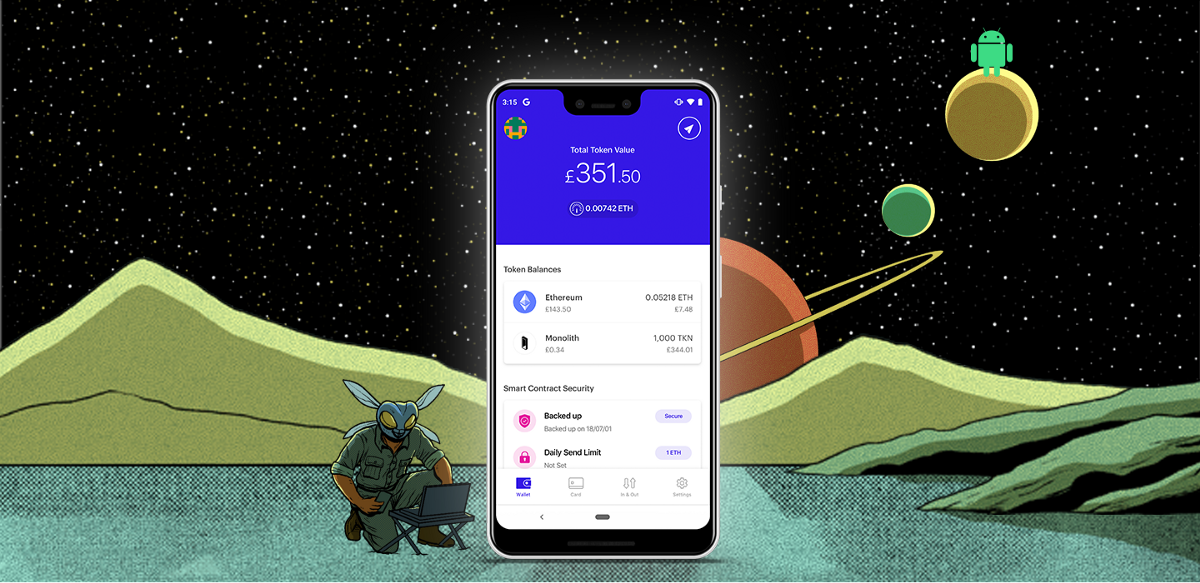 3:15 G
Total Token Value
£351.50
0.00742 ETH
Token Balances
Ethereum 0.05218 ETH
£143.50 £7.48
Monolith 1,000 TKN
£0.34 £344.01
Smart Contract Security
Backed up Secure
Backed up on 18/07/01
Daily Send Limit 1 ETH
Not Set
Wallet Card In & Out Settings